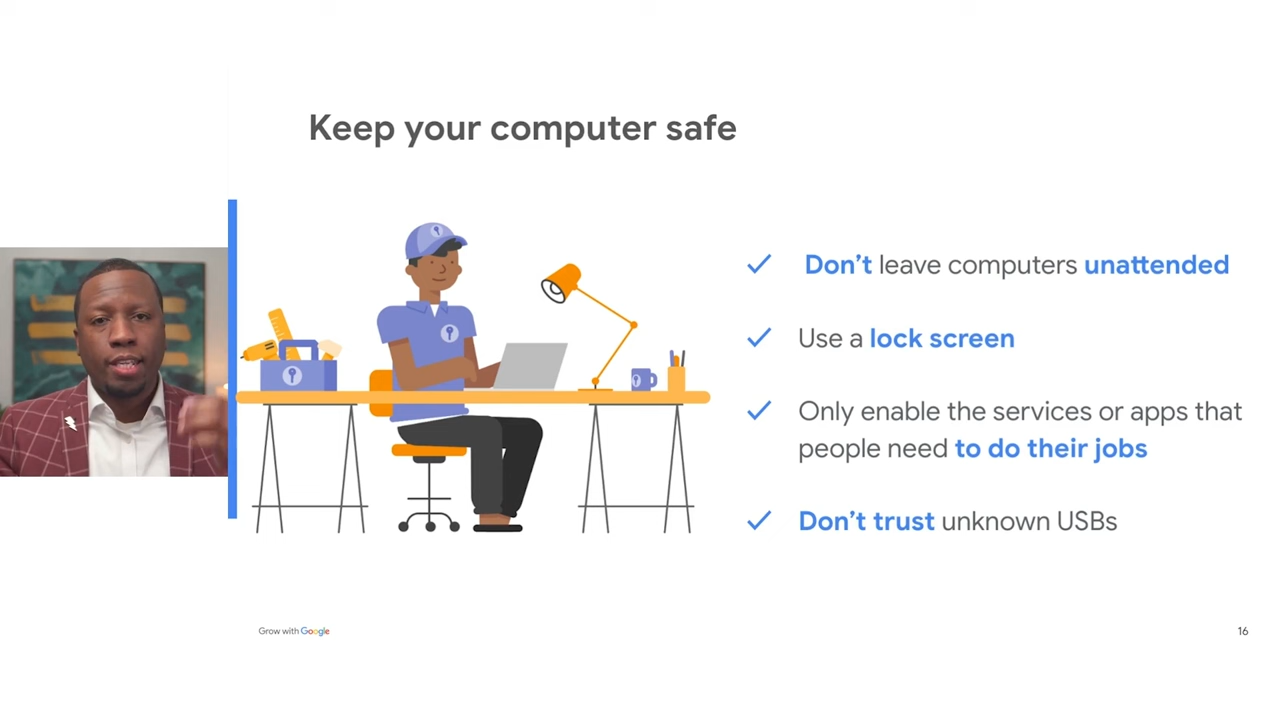 Keep your computer safe
Don’t leave computers unattended
Use a lock screen
Only enable the services or apps that
people need to do their jobs
Don’t trust unknown USBs
Grow with Google
16